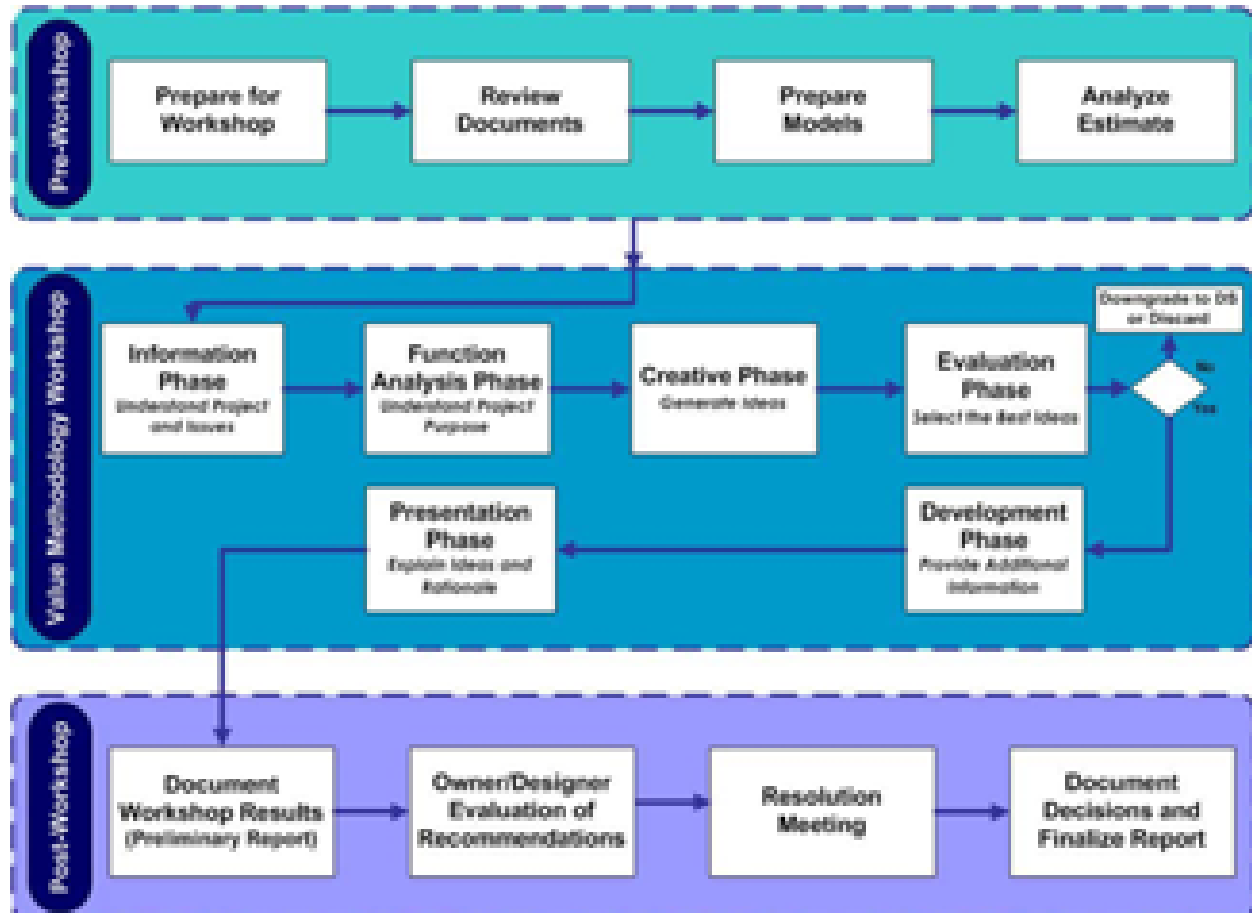 Pre-Workshop
Prepare for
Workshop
Review
Documents
Prepare
Models
Analyze
Estimate
Value Methodology Workshop
Information
Phase
Understand Project
and Issues
Function
Analysis Phase
Understand Project
Purpose
Creative Phase
Generate Ideas
Evaluation
Phase
Select the Best Ideas
Downgrade to DS
or Discard
No
Yes
Development
Phase
Provide Additional
Information
Presentation
Phase
Explain Ideas and
Rationale
Post-Workshop
Document
Workshop Results
(Preliminary Report)
Owner/Designer
Evaluation of
Recommendations
Resolution
Meeting
Document
Decisions and
Finalize Report